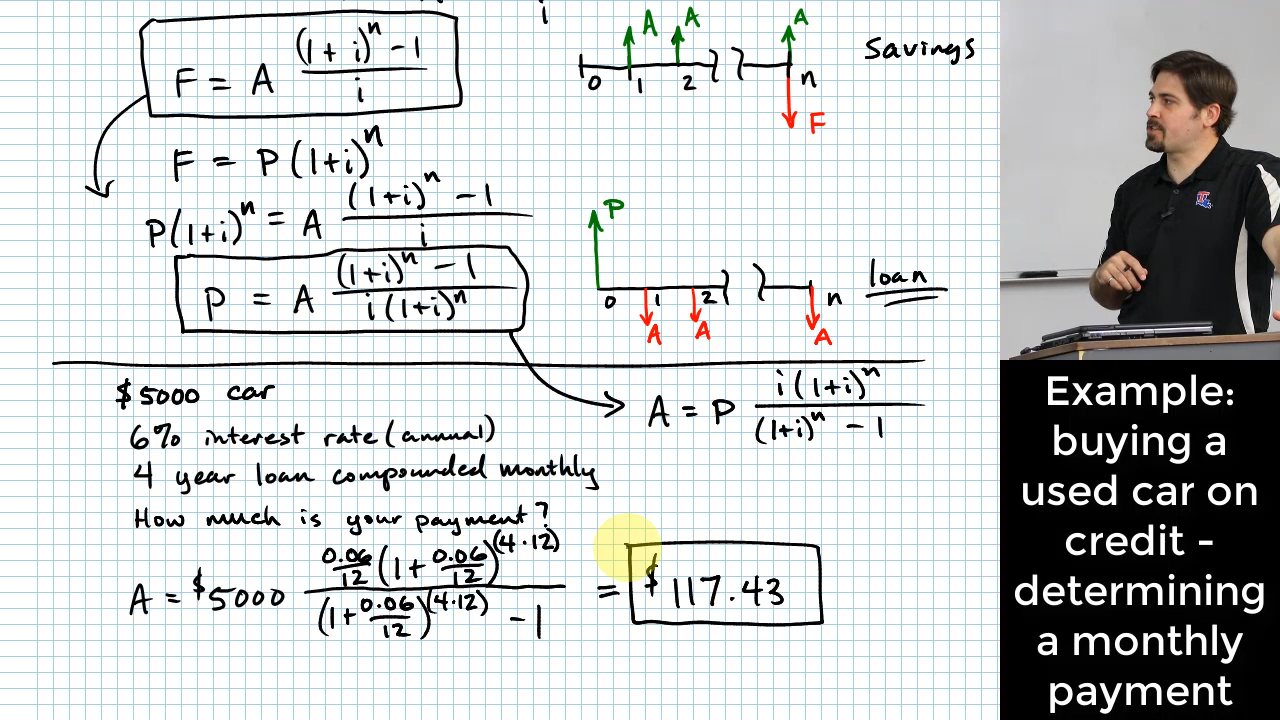 i
F = A ((1 + i)^n - 1) / i
A A A
0 1 2 n
F
Savings
F = P(1+i)^n
P(1+i)^n = A ((1+i)^n - 1) / i
P = A ((1+i)^n - 1) / (i(1+i)^n)
P
0 1 2 n
A A A
loan
$5000 car
6% interest rate (annual)
4 year loan compounded monthly
How much is your payment?
A = P (i(1+i)^n) / ((1+i)^n - 1)
A = $5000 (0.06/12 (1 + 0.06/12)^(4·12)) / ((1 + 0.06/12)^(4·12) - 1) = $117.43
Example:
buying a
used car on
credit -
determining
a monthly
payment